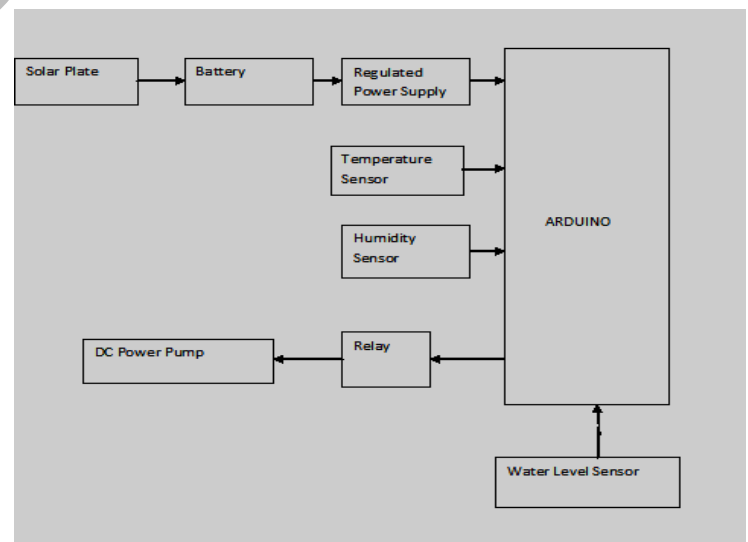 Solar Plate
Battery
Regulated
Power Supply
Temperature
Sensor
ARDUINO
Humidity
Sensor
DC Power Pump
Relay
Water Level Sensor